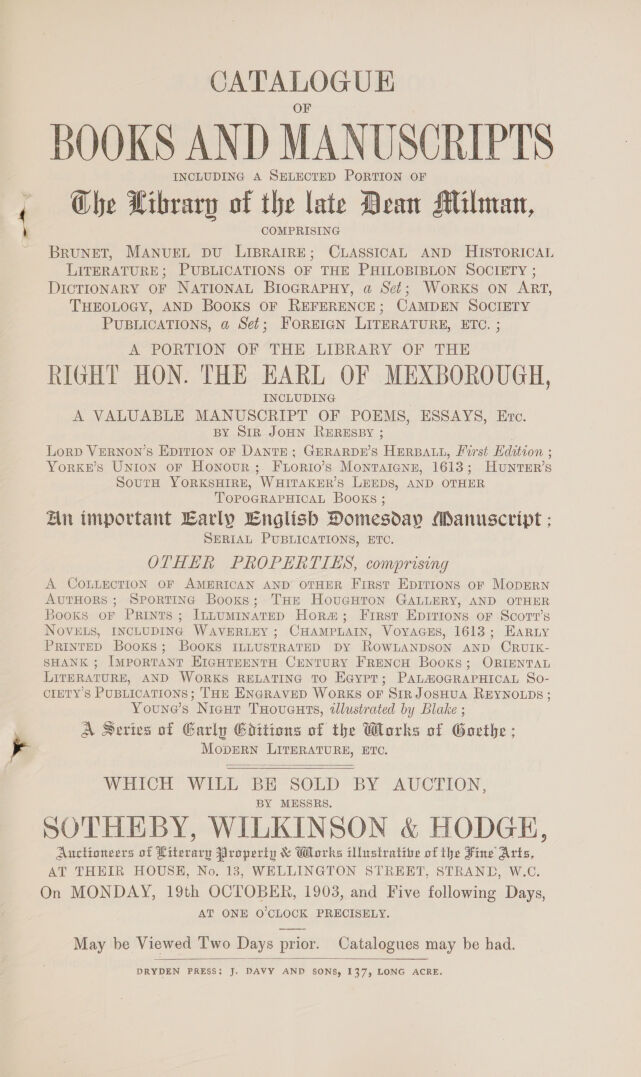 CATALOGUE
OF
BOOKS AND MANUSCRIPTS
INCLUDING A SELECTED PORTION OF
The Library of the late Dean Milman,
COMPRISING
BRUNET, MANUEL DU LIBRAIRE; CLASSICAL AND HISTORICAL
LITERATURE; PUBLICATIONS OF THE PHILOBIBLON SOCIETY;
DICTIONARY OF NATIONAL BIOGRAPHY, a Set; WORKS ON ART,
THEOLOGY, AND BOOKS OF REFERENCE; CAMDEN SOCIETY
PUBLICATIONS, a Set; FOREIGN LITERATURE, ETC.;
A PORTION OF THE LIBRARY OF THE
RIGHT HON. THE EARL OF MEXBOROUGH,
INCLUDING
A VALUABLE MANUSCRIPT OF POEMS, ESSAYS, ETC.
BY SIR JOHN RERESBY;
LORD VERNON'S EDITION OF DANTE; GERARDE'S HERBALL, First Edition;
YORKE'S UNION OF HONOUR; FLORIO'S MONTAIGNE, 1613; HUNTER'S
SOUTH YORKSHIRE, WHITAKER'S LEEDS, AND OTHER
TOPOGRAPHICAL BOOKS;
An important Early English Domesday Manuscript;
SERIAL PUBLICATIONS, ETC.
OTHER PROPERTIES, comprising
A COLLECTION OF AMERICAN AND OTHER FIRST EDITIONS OF MODERN
AUTHORS; SPORTING BOOKS; THE HOUGHTON GALLERY, AND OTHER
BOOKS OF PRINTS; ILLUMINATED HORÆ; FIRST EDITIONS OF SCOTT'S
NOVELS, INCLUDING WAVERLEY; CHAMPLAIN, VOYAGES, 1613; EARLY
PRINTED BOOKS; BOOKS ILLUSTRATED BY ROWLANDSON AND CRUIK-
SHANK; IMPORTANT EIGHTEENTH CENTURY FRENCH BOOKS; ORIENTAL
LITERATURE, AND WORKS RELATING TO EGYPT; PALÆOGRAPHICAL SO-
CIETY'S PUBLICATIONS; THE ENGRAVED WORKS OF SIR JOSHUA REYNOLDS;
YOUNG'S NIGHT THOUGHTS, illustrated by Blake;
A Series of Early Editions of the Works of Goethe;
MODERN LITERATURE, ETC.
WHICH WILL BE SOLD BY AUCTION,
BY MESSRS.
SOTHEBY, WILKINSON & HODGE,
Auctioneers of Literary Property & Works illustrative of the Fine Arts,
AT THEIR HOUSE, No. 13, WELLINGTON STREET, STRAND, W.C.
On MONDAY, 19th OCTOBER, 1903, and Five following Days,
AT ONE O'CLOCK PRECISELY.
May be Viewed Two Days prior. Catalogues may be had.
DRYDEN PRESS: J. DAVY AND SONS, 137, LONG ACRE.